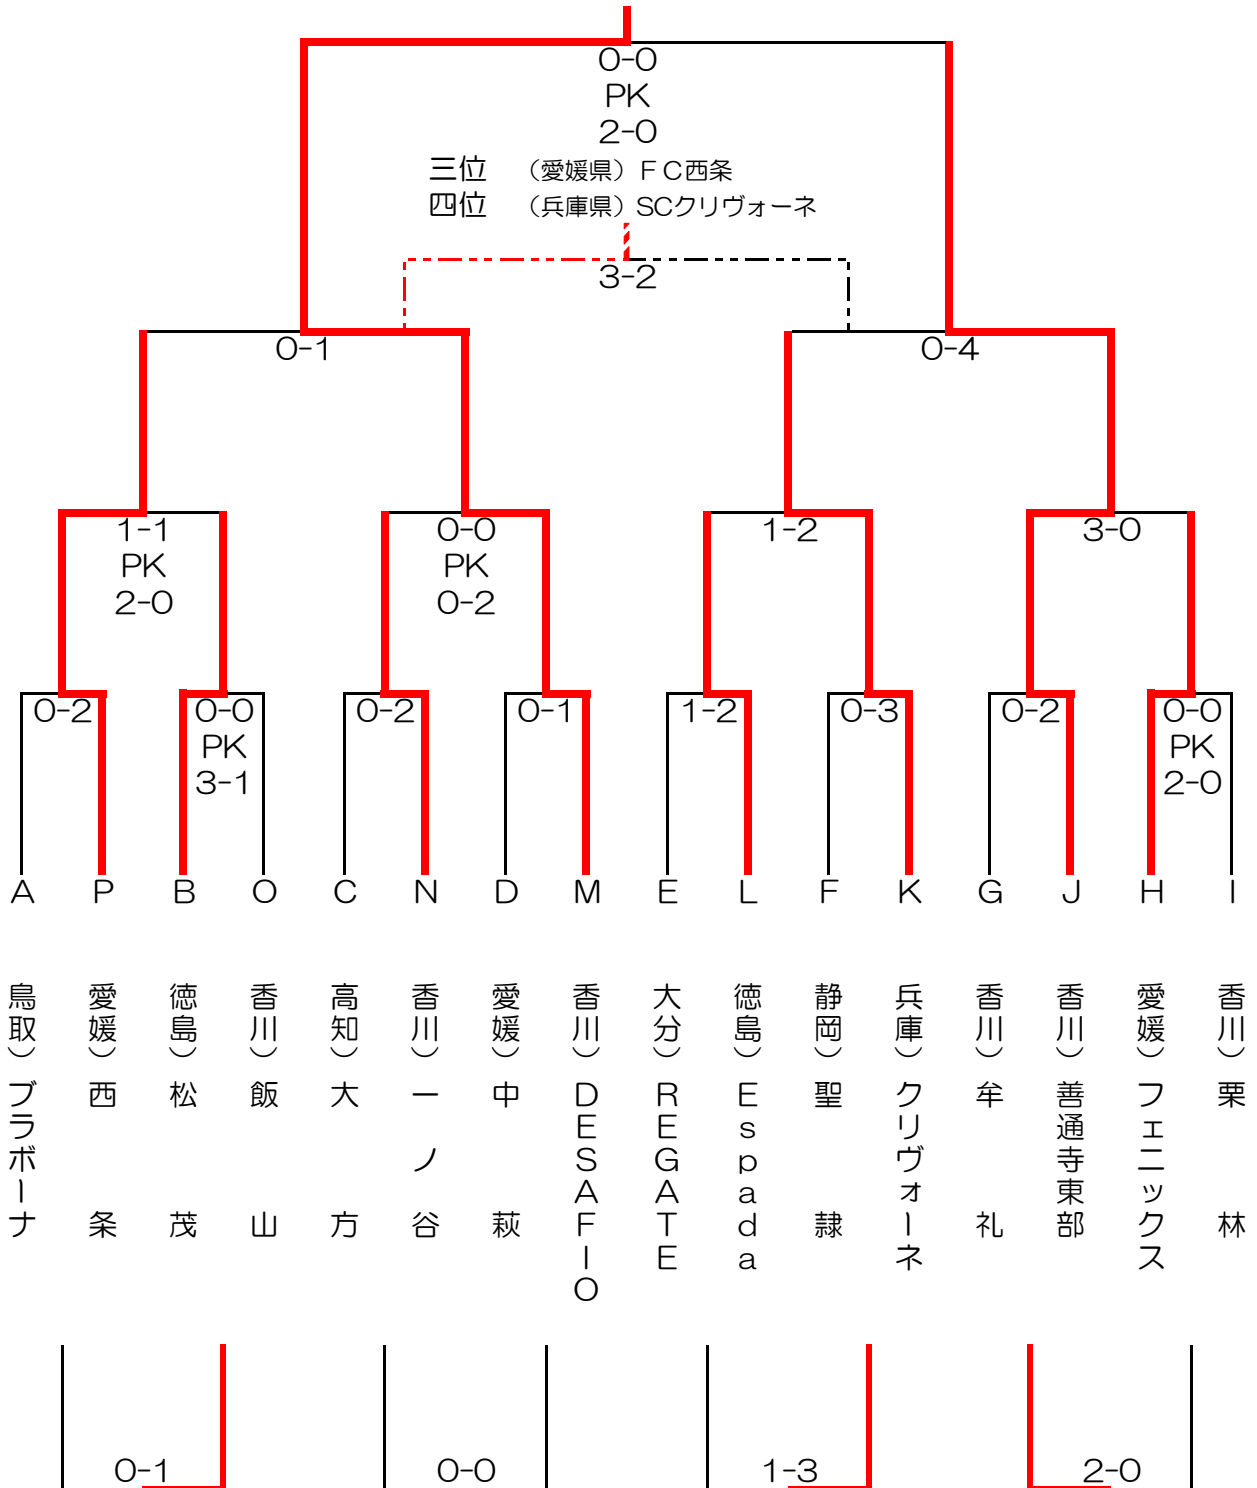 0-0
PK
2-0
三位 （愛媛県）ＦＣ西条
四位 （兵庫県）SCクリヴォーネ
3-2
0-1 0-4
1-1 0-0 1-2 3-0
PK PK
2-0 0-2
0-2 0-0 0-2 0-1 1-2 0-3 0-2 0-0
PK PK
3-1 2-0
A P B O C N D M E L F K G J H I
鳥取）ブラボーナ
愛媛）西条
徳島）松茂
香川）飯山
高知）大方
香川）一ノ谷
愛媛）中萩
香川）DESAFIO
大分）REGATE
徳島）Espada
静岡）聖隷
兵庫）クリヴォーネ
香川）牟礼
香川）善通寺東部
愛媛）フェニックス
香川）栗林
0-1 0-0 1-3 2-0